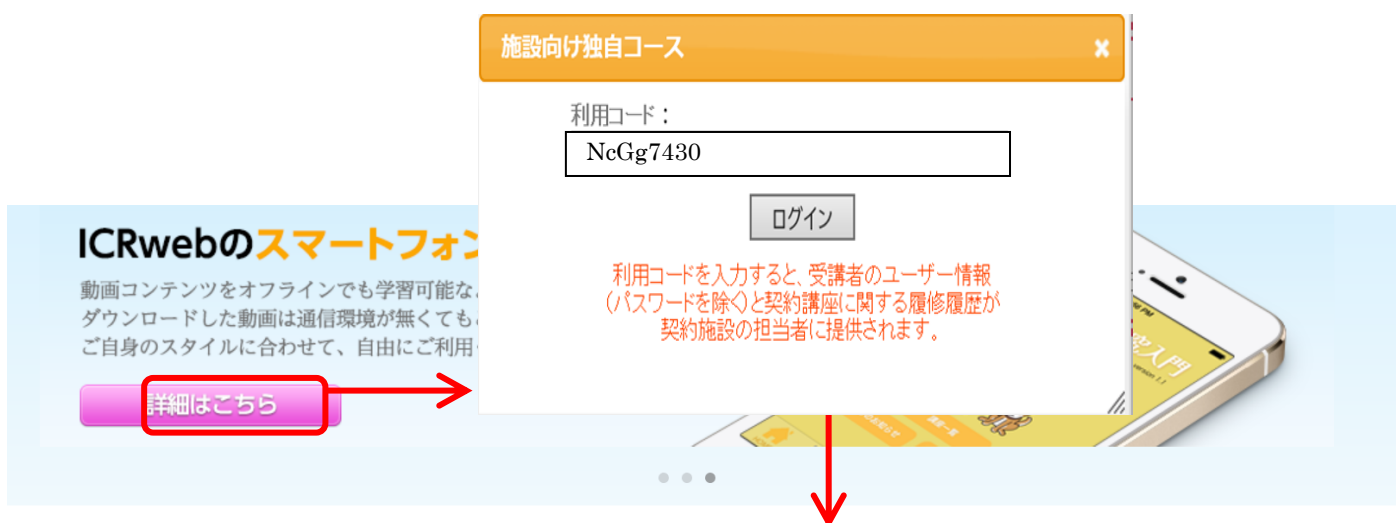 施設向け独自コース
利用コード：
NcGg7430
ログイン
利用コードを入力すると、受講者のユーザー情報
（パスワードを除く）と契約講座に関する履修履歴が
契約施設の担当者に提供されます。
ICRwebのスマートフォン
動画コンテンツをオフラインでも学習可能な
ダウンロードした動画は通信環境が無くても
ご自身のスタイルに合わせて、自由にご利用
詳細はこちら
入門
version 1.1